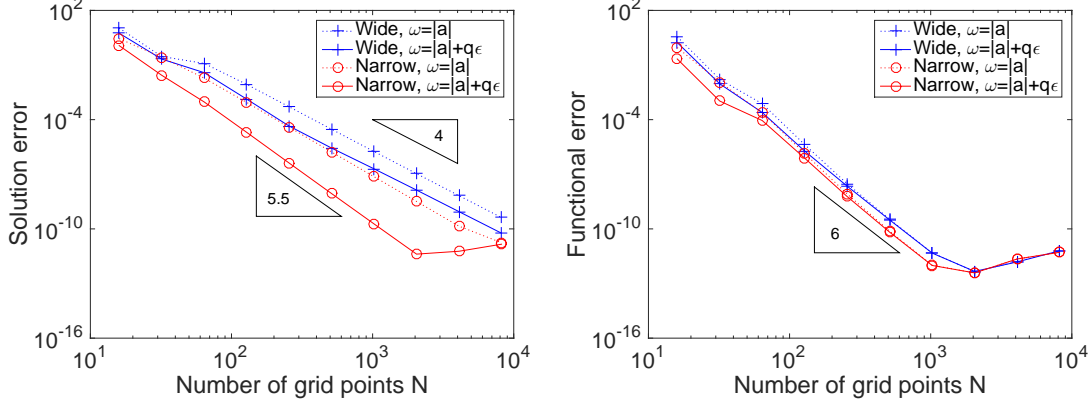 Solution error
10^2
10^-4
10^-10
10^-16
Wide, ω=|a|
Wide, ω=|a|+qϵ
Narrow, ω=|a|
Narrow, ω=|a|+qϵ
4
5.5
10^1
10^2
10^3
10^4
Number of grid points N
Functional error
10^2
10^-4
10^-10
10^-16
Wide, ω=|a|
Wide, ω=|a|+qϵ
Narrow, ω=|a|
Narrow, ω=|a|+qϵ
6
10^1
10^2
10^3
10^4
Number of grid points N